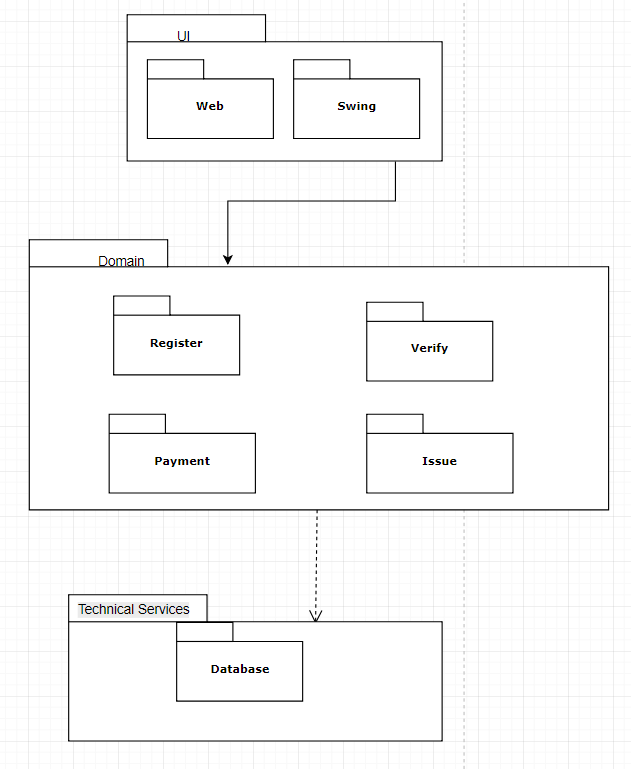 UI
Web
Swing
Domain
Register
Verify
Payment
Issue
Technical Services
Database